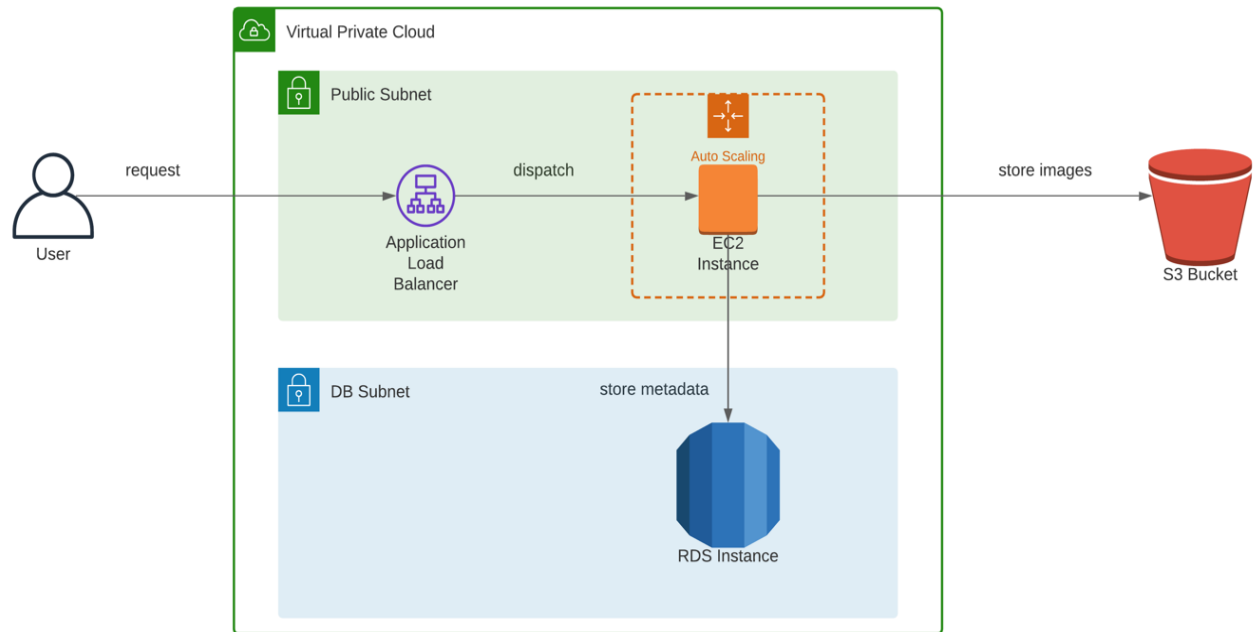 Virtual Private Cloud
Public Subnet
Auto Scaling
request
dispatch
store images
User
Application
Load
Balancer
EC2
Instance
S3 Bucket
DB Subnet
store metadata
RDS Instance